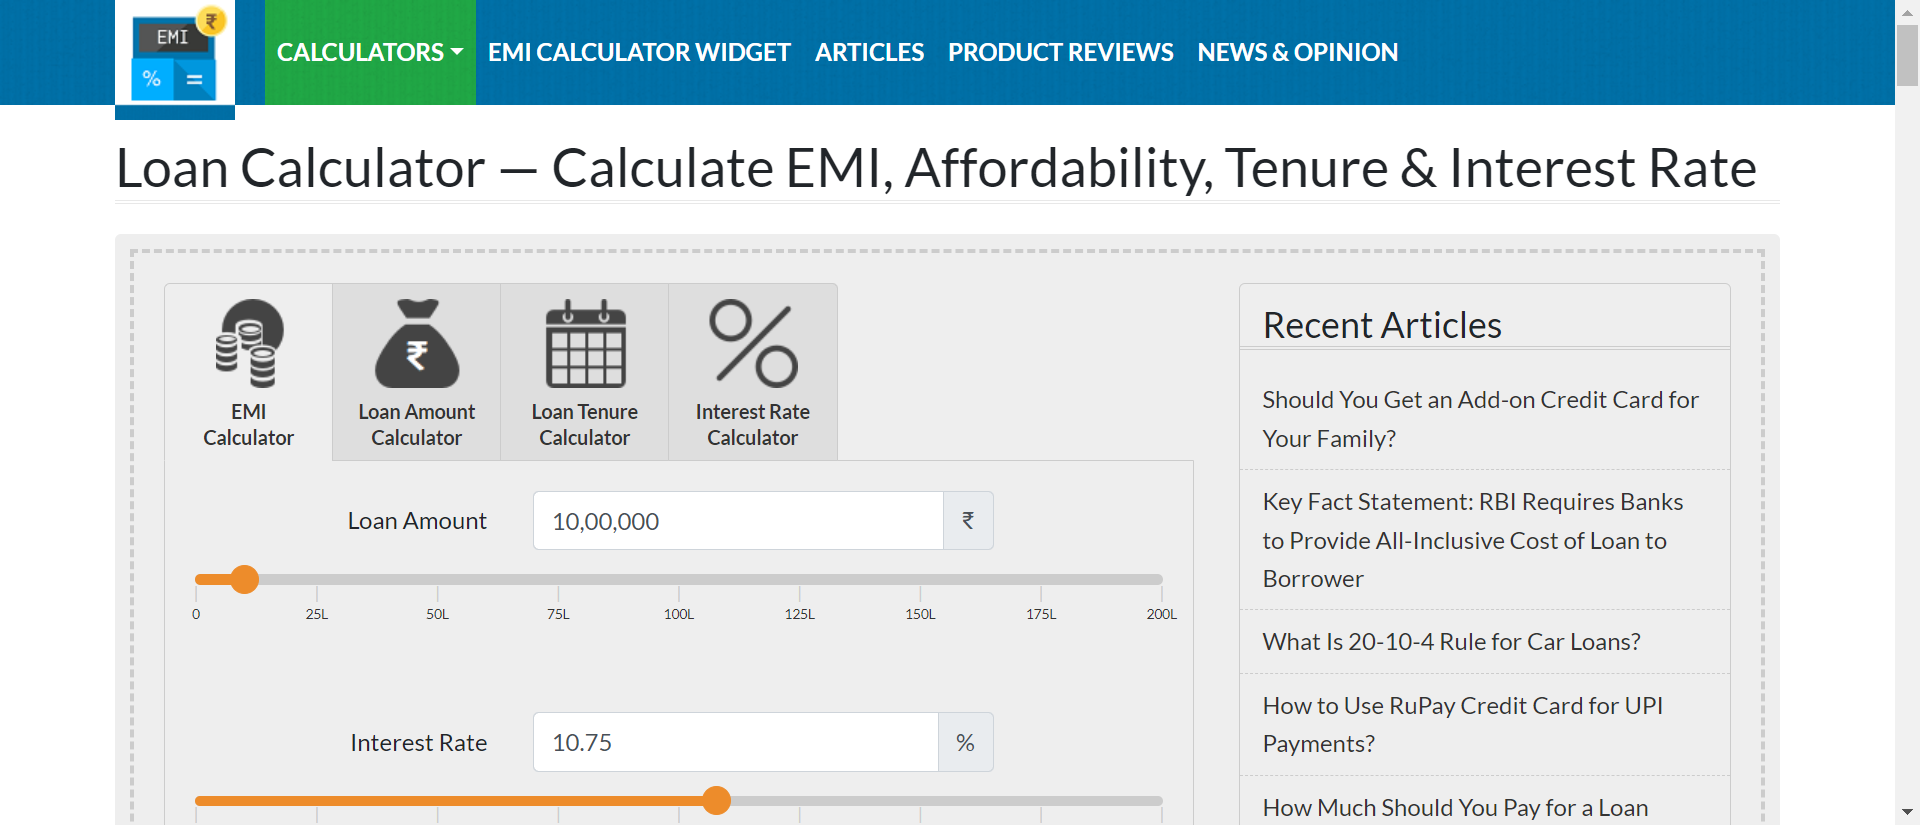 EMI
₹
%
=
CALCULATORS
EMI CALCULATOR WIDGET
ARTICLES
PRODUCT REVIEWS
NEWS & OPINION
Loan Calculator — Calculate EMI, Affordability, Tenure & Interest Rate
EMI
Calculator
₹
Loan Amount
Calculator
Loan Tenure
Calculator
%
Interest Rate
Calculator
Loan Amount
10,00,000
₹
0
25L
50L
75L
100L
125L
150L
175L
200L
Interest Rate
10.75
%
Recent Articles
Should You Get an Add-on Credit Card for
Your Family?
Key Fact Statement: RBI Requires Banks
to Provide All-Inclusive Cost of Loan to
Borrower
What Is 20-10-4 Rule for Car Loans?
How to Use RuPay Credit Card for UPI
Payments?
How Much Should You Pay for a Loan